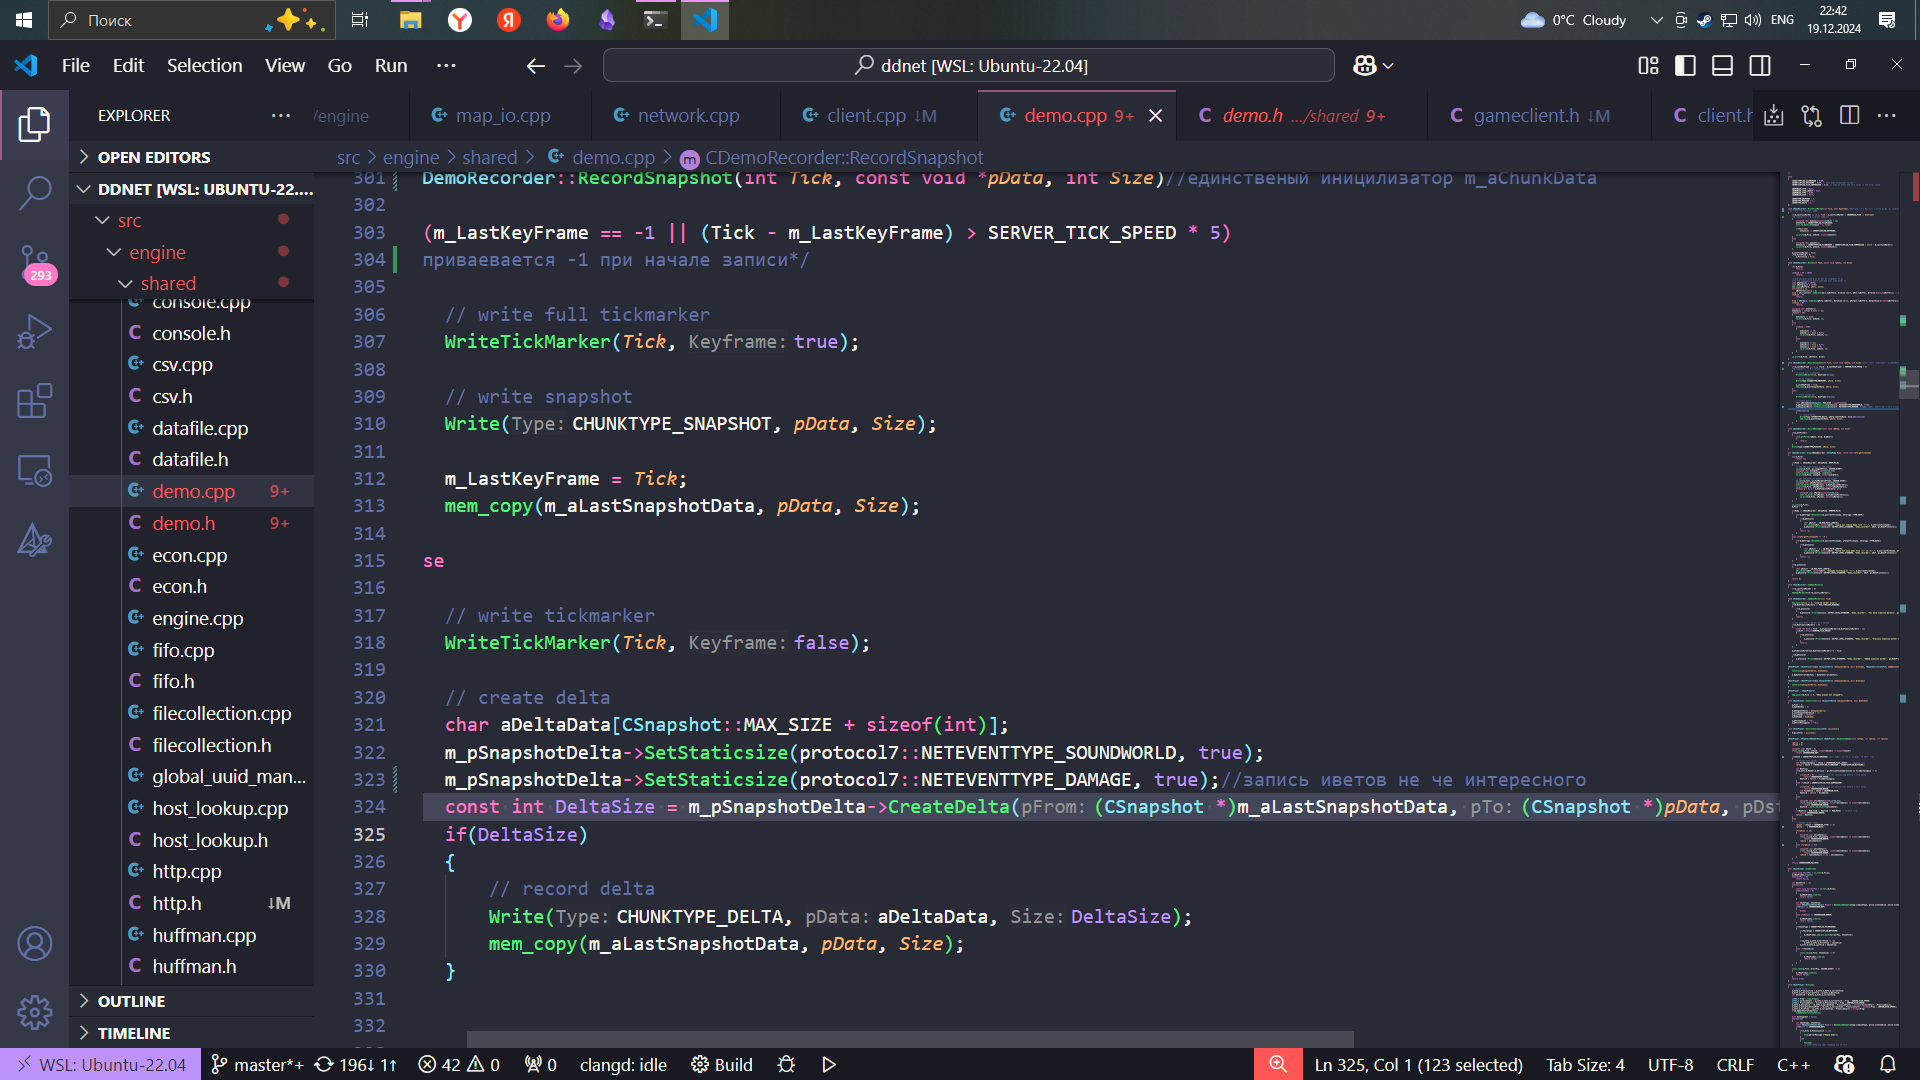 Поиск
0°C Cloudy
ENG
22:42
19.12.2024
File Edit Selection View Go Run ···
ddnet [WSL: Ubuntu-22.04]
EXPLORER ···
/engine
map_io.cpp
network.cpp
client.cpp ↓M
demo.cpp 9+
demo.h .../shared 9+
gameclient.h ↓M
client.h
OPEN EDITORS
src > engine > shared > demo.cpp > CDemoRecorder::RecordSnapshot
DDNET [WSL: UBUNTU-22....
src
engine
shared
console.cpp
console.h
csv.cpp
csv.h
datafile.cpp
datafile.h
demo.cpp 9+
demo.h 9+
econ.cpp
econ.h
engine.cpp
fifo.cpp
fifo.h
filecollection.cpp
filecollection.h
global_uuid_man...
host_lookup.cpp
host_lookup.h
http.cpp
http.h ↓M
huffman.cpp
huffman.h
OUTLINE
TIMELINE
293
301 DemoRecorder::RecordSnapshot(int Tick, const void *pData, int Size)//единственый иницилизатор m_aChunkData
302
303 (m_LastKeyFrame == -1 || (Tick - m_LastKeyFrame) > SERVER_TICK_SPEED * 5)
304 приваевается -1 при начале записи*/
305
306 // write full tickmarker
307 WriteTickMarker(Tick, Keyframe: true);
308
309 // write snapshot
310 Write(Type: CHUNKTYPE_SNAPSHOT, pData, Size);
311
312 m_LastKeyFrame = Tick;
313 mem_copy(m_aLastSnapshotData, pData, Size);
314
315 se
316
317 // write tickmarker
318 WriteTickMarker(Tick, Keyframe: false);
319
320 // create delta
321 char aDeltaData[CSnapshot::MAX_SIZE + sizeof(int)];
322 m_pSnapshotDelta->SetStaticsize(protocol7::NETEVENTTYPE_SOUNDWORLD, true);
323 m_pSnapshotDelta->SetStaticsize(protocol7::NETEVENTTYPE_DAMAGE, true);//запись иветов не че интересного
324 const int DeltaSize = m_pSnapshotDelta->CreateDelta(pFrom: (CSnapshot *)m_aLastSnapshotData, pTo: (CSnapshot *)pData, pDst
325 if(DeltaSize)
326 {
327 // record delta
328 Write(Type: CHUNKTYPE_DELTA, pData: aDeltaData, Size: DeltaSize);
329 mem_copy(m_aLastSnapshotData, pData, Size);
330 }
331
332
WSL: Ubuntu-22.04 master*+ 196↓ 1↑ 42 0 0 clangd: idle Build
Ln 325, Col 1 (123 selected) Tab Size: 4 UTF-8 CRLF C++